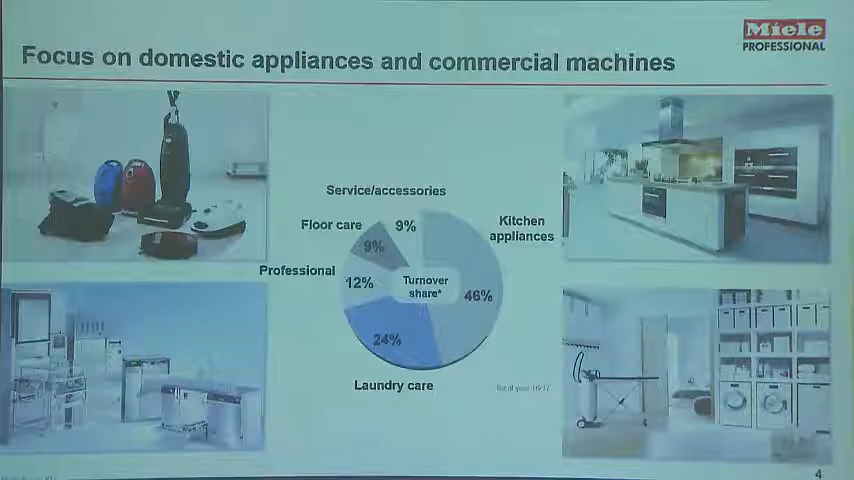 Miele
PROFESSIONAL
Focus on domestic appliances and commercial machines
Service/accessories
Floor care
9%
Kitchen
appliances
9%
Professional
12%
Turnover
share*
46%
24%
Laundry care
4